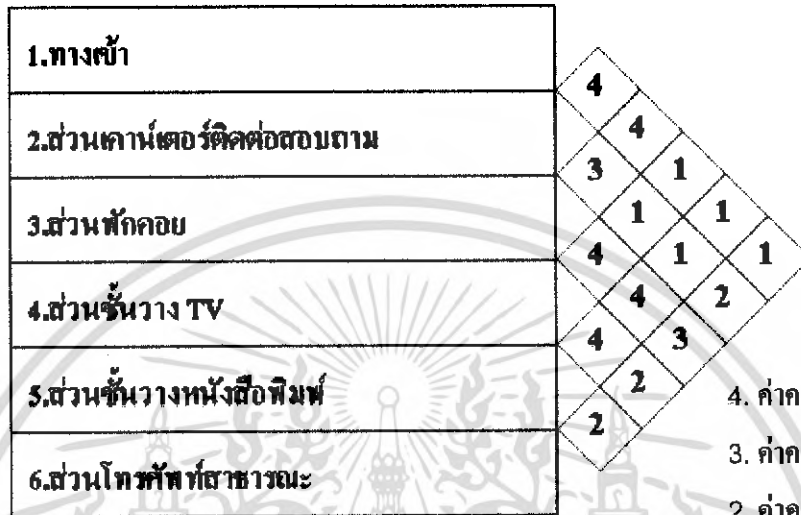 1.ทางเข้า
4
2.ส่วนเคาน์เตอร์ติดต่อสอบถาม
4
3
1
3.ส่วนพักคอย
1
1
4
1
1
4.ส่วนชั้นวาง TV
4
2
4
3
5.ส่วนชั้นวางหนังสือพิมพ์
2
4. ค่าค
2
3. ค่าค
6.ส่วนโทรศัพท์สาธารณะ
2. ค่าค